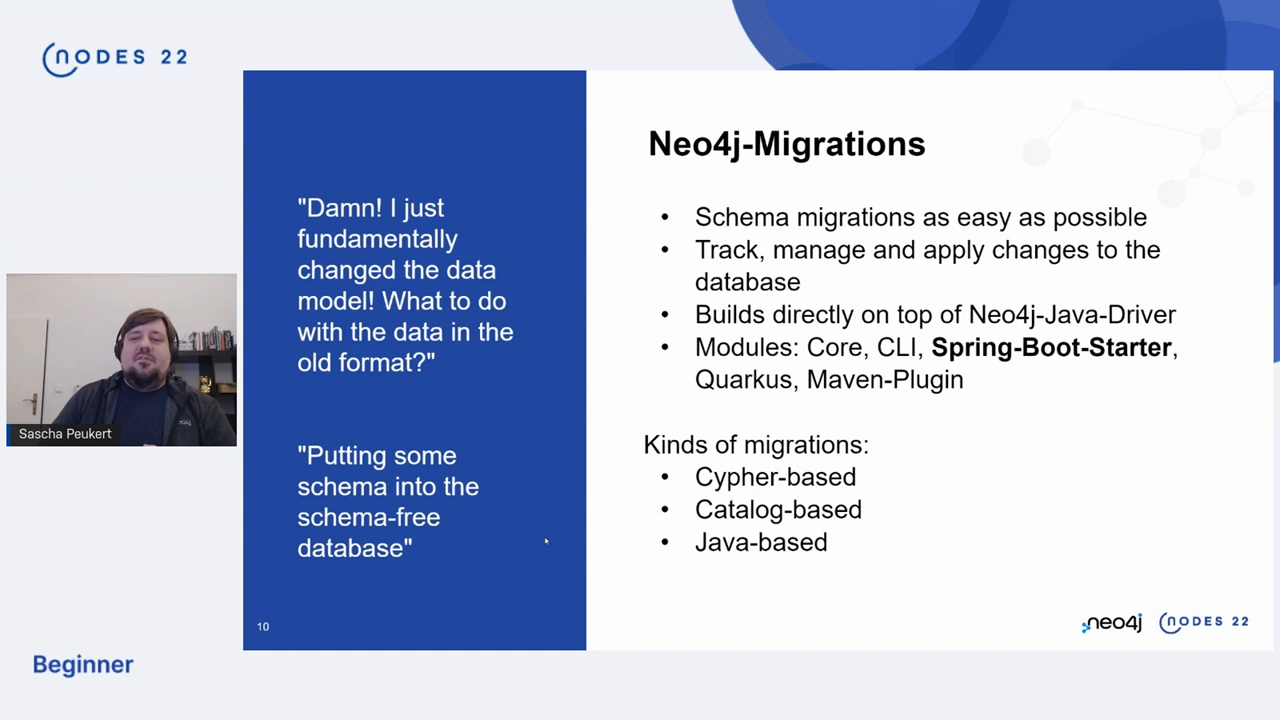 NODES 22
"Damn! I just
fundamentally
changed the data
model! What to do
with the data in the
old format?"
"Putting some
schema into the
schema-free
database"
10
Neo4j-Migrations
• Schema migrations as easy as possible
• Track, manage and apply changes to the
database
• Builds directly on top of Neo4j-Java-Driver
• Modules: Core, CLI, Spring-Boot-Starter,
Quarkus, Maven-Plugin
Kinds of migrations:
• Cypher-based
• Catalog-based
• Java-based
neo4j NODES 22
Sascha Peukert
Beginner